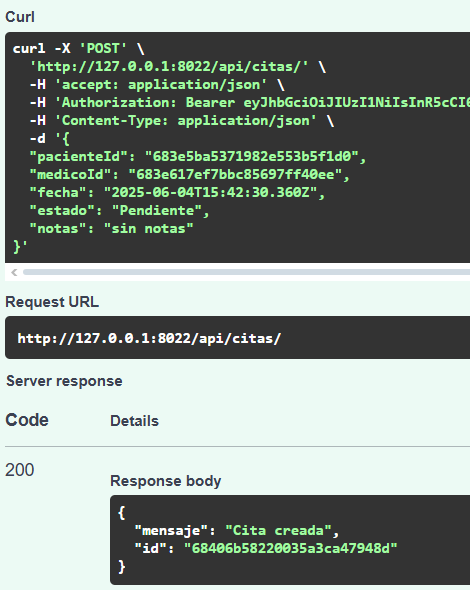 Curl
curl -X 'POST' \
'http://127.0.0.1:8022/api/citas/' \
-H 'accept: application/json' \
-H 'Authorization: Bearer eyJhbGciOiJIUzI1NiIsInR5cCI6
-H 'Content-Type: application/json' \
-d '{
"pacienteId": "683e5ba5371982e553b5f1d0",
"medicoId": "683e617ef7bbc85697ff40ee",
"fecha": "2025-06-04T15:42:30.360Z",
"estado": "Pendiente",
"notas": "sin notas"
}'
Request URL
http://127.0.0.1:8022/api/citas/
Server response
Code Details
200
Response body
{
"mensaje": "Cita creada",
"id": "68406b58220035a3ca47948d"
}